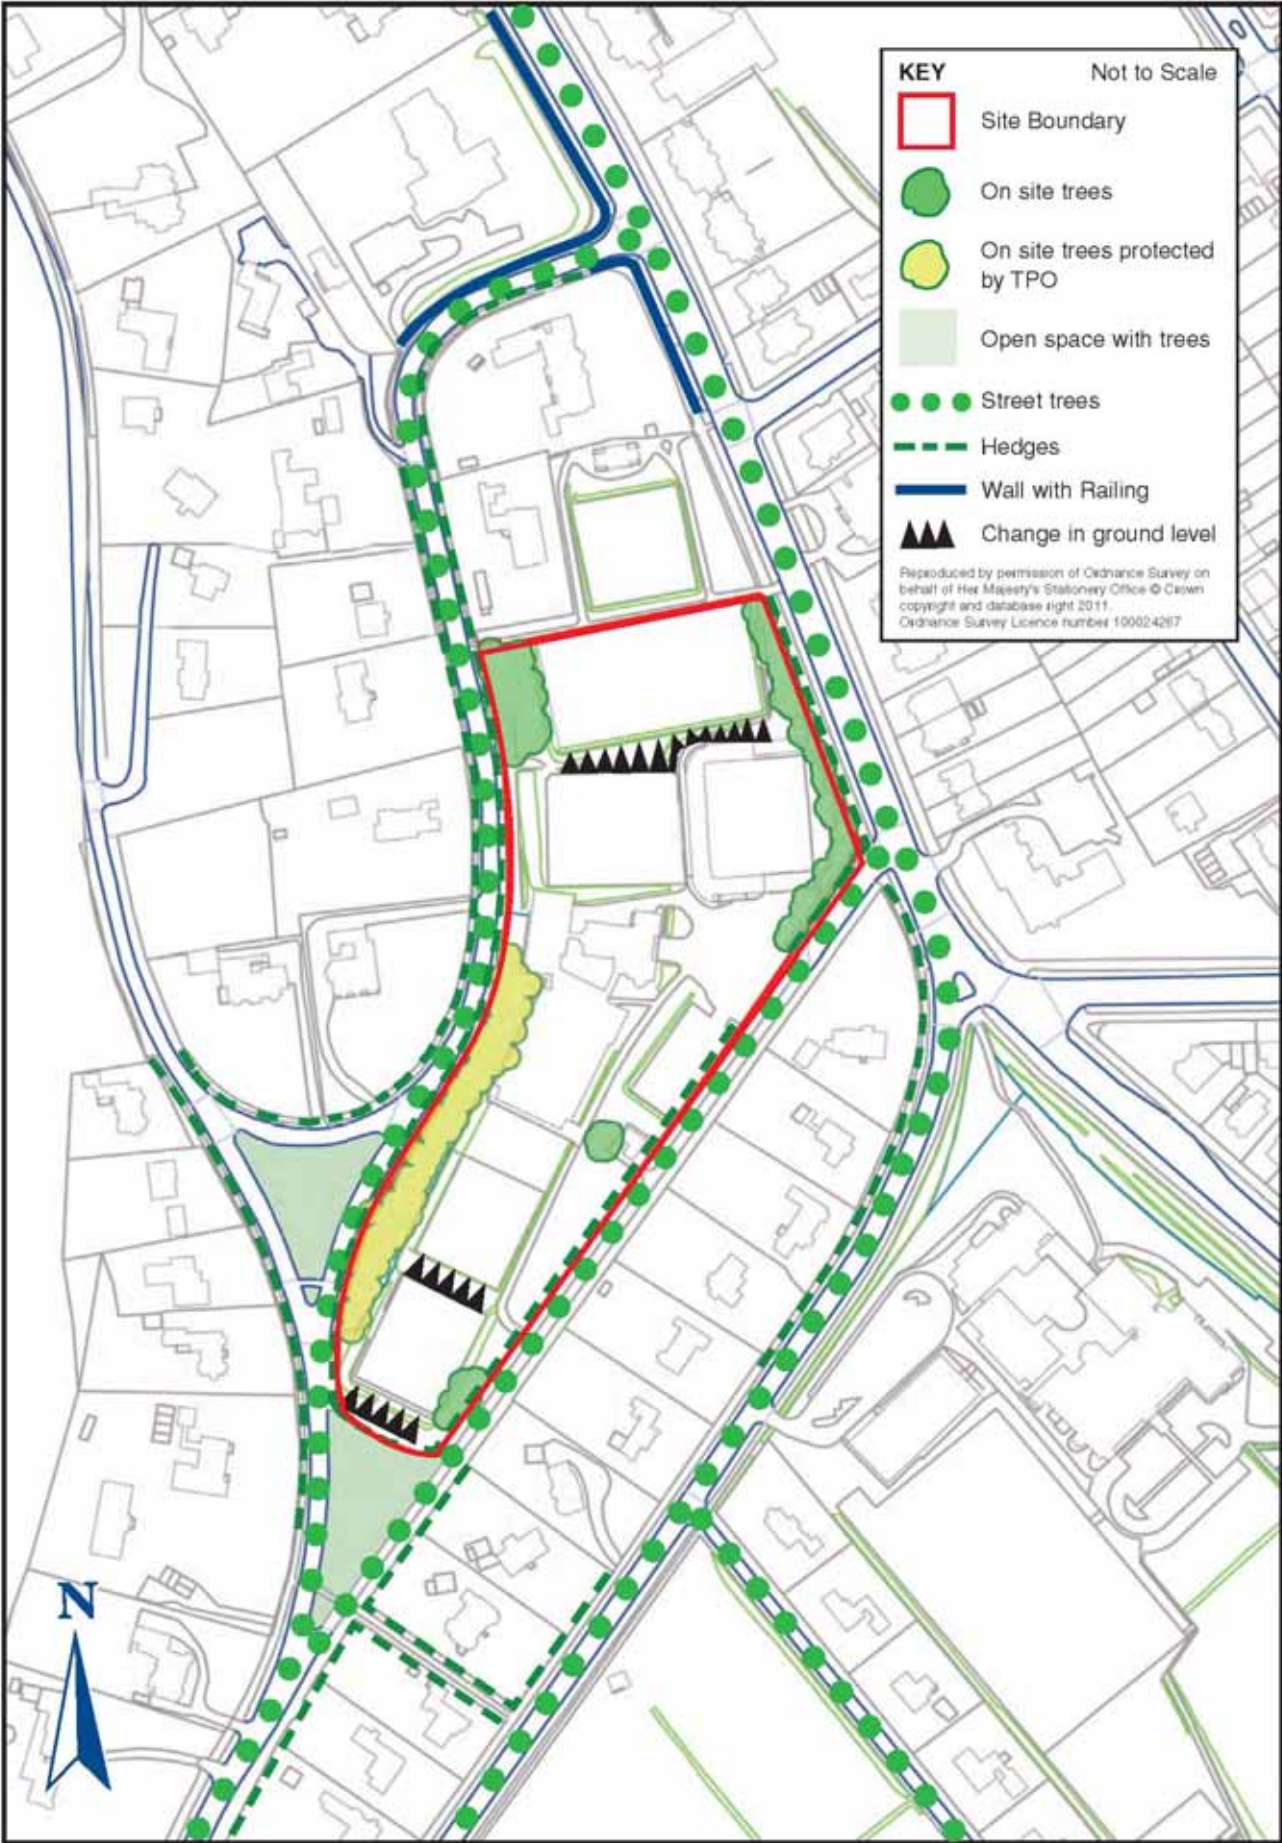 KEY Not to Scale
Site Boundary
On site trees
On site trees protected
by TPO
Open space with trees
Street trees
Hedges
Wall with Railing
Change in ground level
Reproduced by permission of Ordnance Survey on
behalf of Her Majesty's Stationery Office © Crown
copyright and database right 2011.
Ordnance Survey Licence number 100024267
N